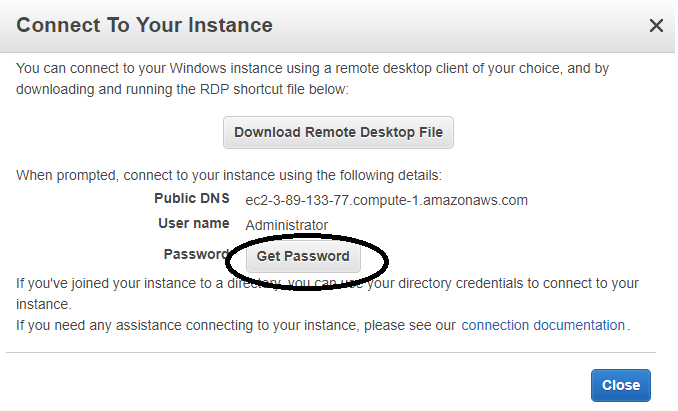 Connect To Your Instance
You can connect to your Windows instance using a remote desktop client of your choice, and by
downloading and running the RDP shortcut file below:
Download Remote Desktop File
When prompted, connect to your instance using the following details:
Public DNS ec2-3-89-133-77.compute-1.amazonaws.com
User name Administrator
Password Get Password
If you've joined your instance to a directory, you can use your directory credentials to connect to your
instance.
If you need any assistance connecting to your instance, please see our connection documentation.
Close